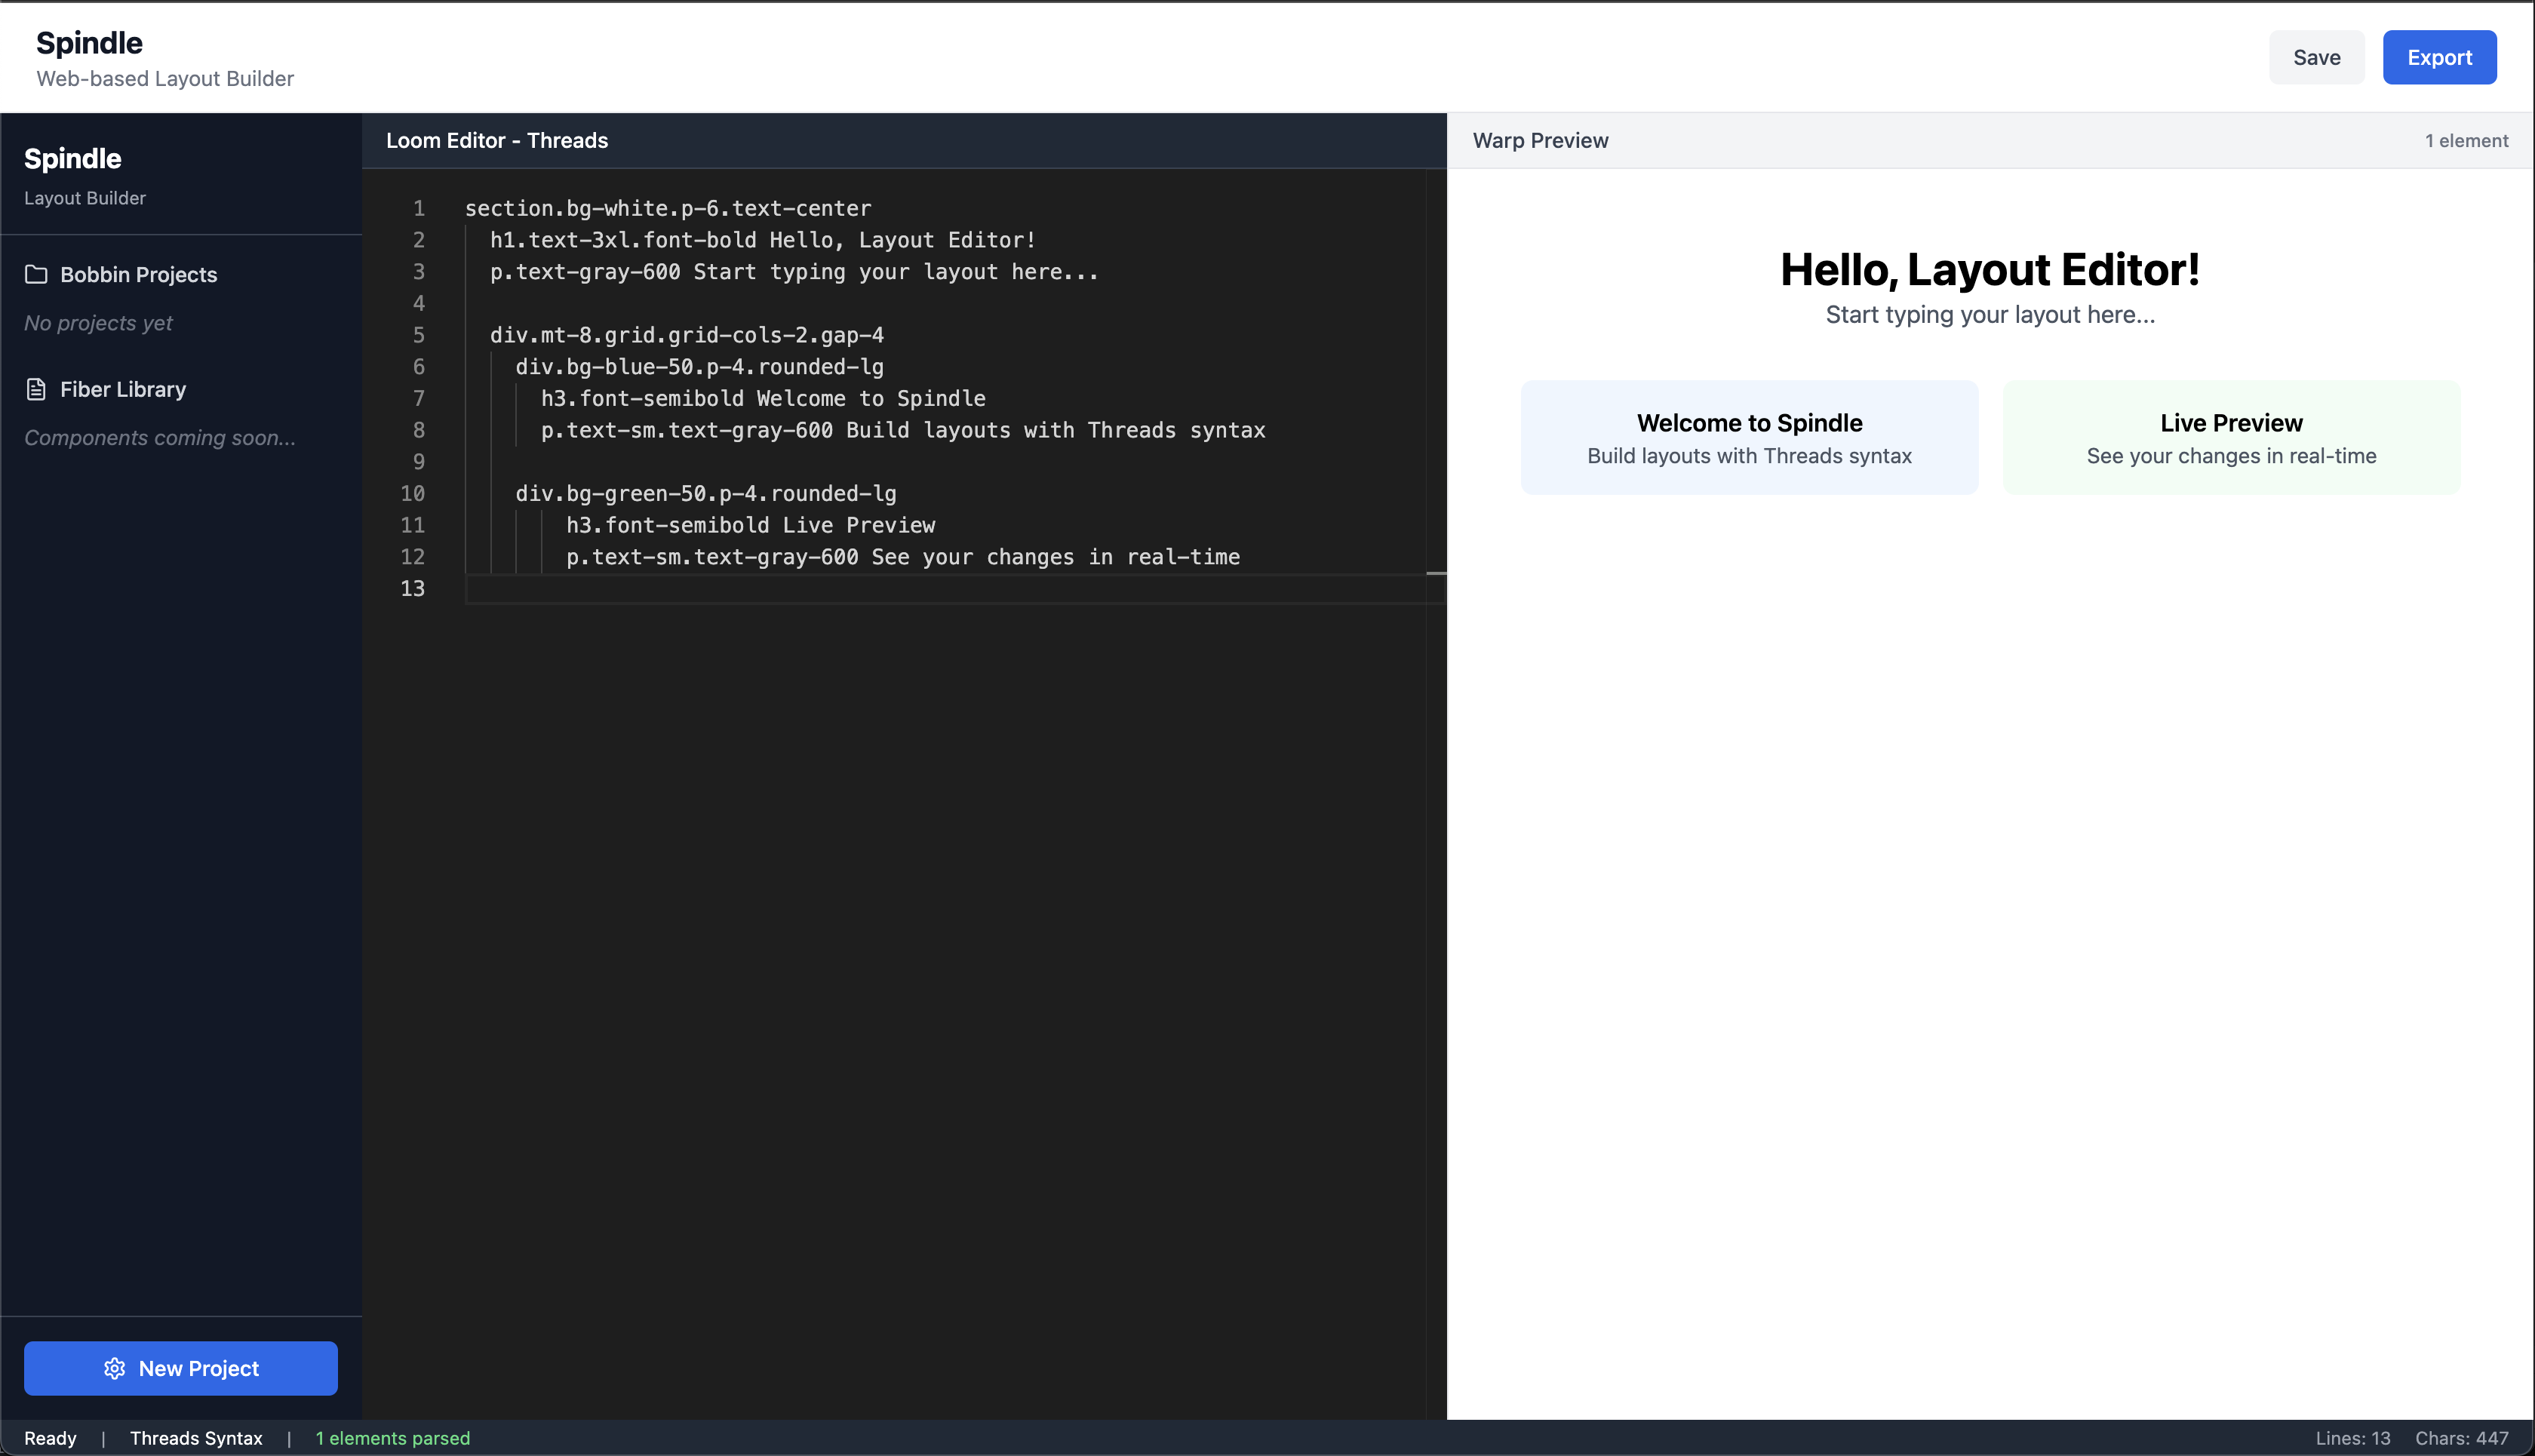 Spindle
Web-based Layout Builder
Save
Export
Spindle
Layout Builder
Bobbin Projects
No projects yet
Fiber Library
Components coming soon...
New Project
Loom Editor - Threads
1 section.bg-white.p-6.text-center
2 h1.text-3xl.font-bold Hello, Layout Editor!
3 p.text-gray-600 Start typing your layout here...
4
5 div.mt-8.grid.grid-cols-2.gap-4
6 div.bg-blue-50.p-4.rounded-lg
7 h3.font-semibold Welcome to Spindle
8 p.text-sm.text-gray-600 Build layouts with Threads syntax
9
10 div.bg-green-50.p-4.rounded-lg
11 h3.font-semibold Live Preview
12 p.text-sm.text-gray-600 See your changes in real-time
13
Warp Preview
1 element
Hello, Layout Editor!
Start typing your layout here...
Welcome to Spindle
Build layouts with Threads syntax
Live Preview
See your changes in real-time
Ready | Threads Syntax | 1 elements parsed
Lines: 13 Chars: 447